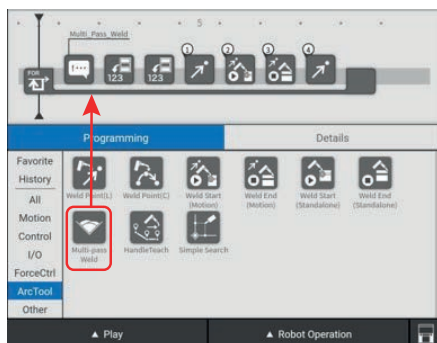 5
Multi_Pass_Weld
1 2 3 4
FOR 123 123
Programming Details
Favorite
History
All
Motion
Control
I/O
ForceCtrl
ArcTool
Other
Weld Point(L) Weld Point(C) Weld Start (Motion) Weld End (Motion) Weld Start (Standalone) Weld End (Standalone)
Multi-pass Weld HandleTeach Simple Search
▲ Play ▲ Robot Operation